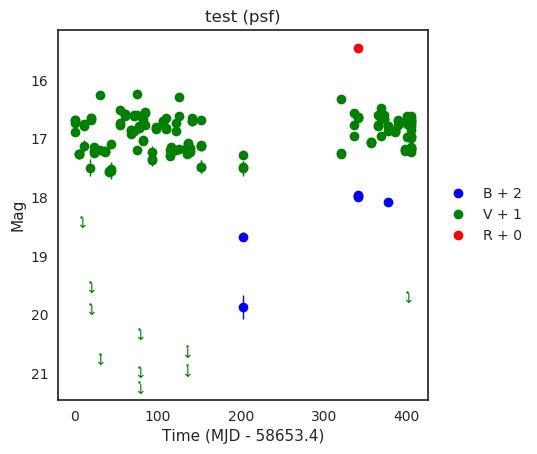 test (psf)
Mag
16
17
18
19
20
21
0
100
200
300
400
Time (MJD - 58653.4)
B + 2
V + 1
R + 0